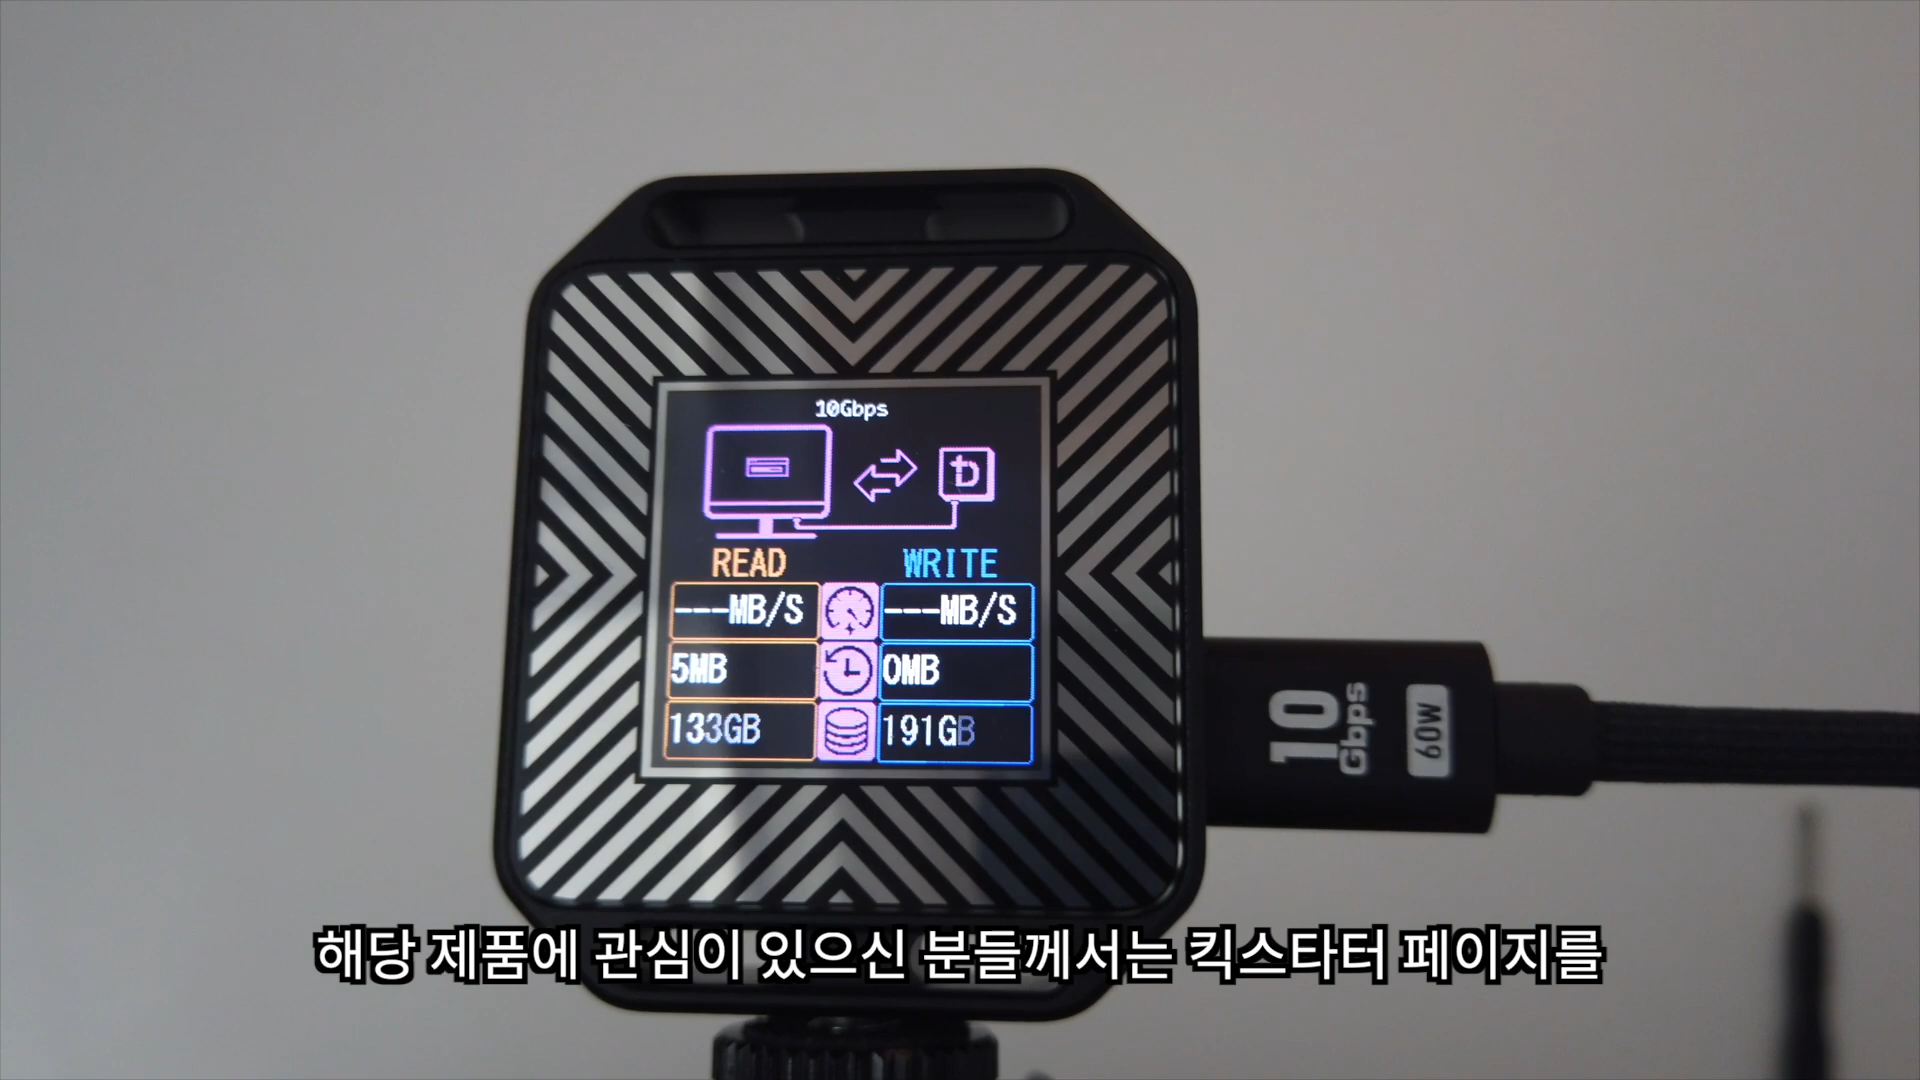 10Gbps
READ WRITE
---MB/S ---MB/S
5MB 0MB
133GB 191GB
10
Gbps
60W
해당 제품에 관심이 있으신 분들께서는 킥스타터 페이지를